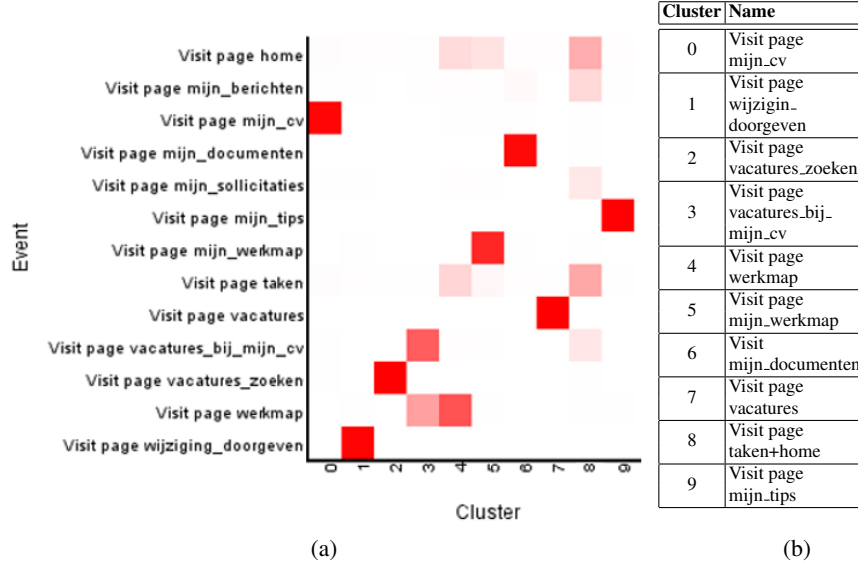 Visit page home
Visit page mijn_berichten
Visit page mijn_cv
Visit page mijn_documenten
Visit page mijn_sollicitaties
Visit page mijn_tips
Visit page mijn_werkmap
Visit page taken
Visit page vacatures
Visit page vacatures_bij_mijn_cv
Visit page vacatures_zoeken
Visit page werkmap
Visit page wijziging_doorgeven
Event
0 1 2 3 4 5 6 7 8 9
Cluster
(a)
Cluster Name
0 Visit page
mijn_cv
1 Visit page
wijzigin_
doorgeven
2 Visit page
vacatures_zoeken
3 Visit page
vacatures_bij_
mijn_cv
4 Visit page
werkmap
5 Visit page
mijn_werkmap
6 Visit
mijn_documenten
7 Visit page
vacatures
8 Visit page
taken+home
9 Visit page
mijn_tips
(b)